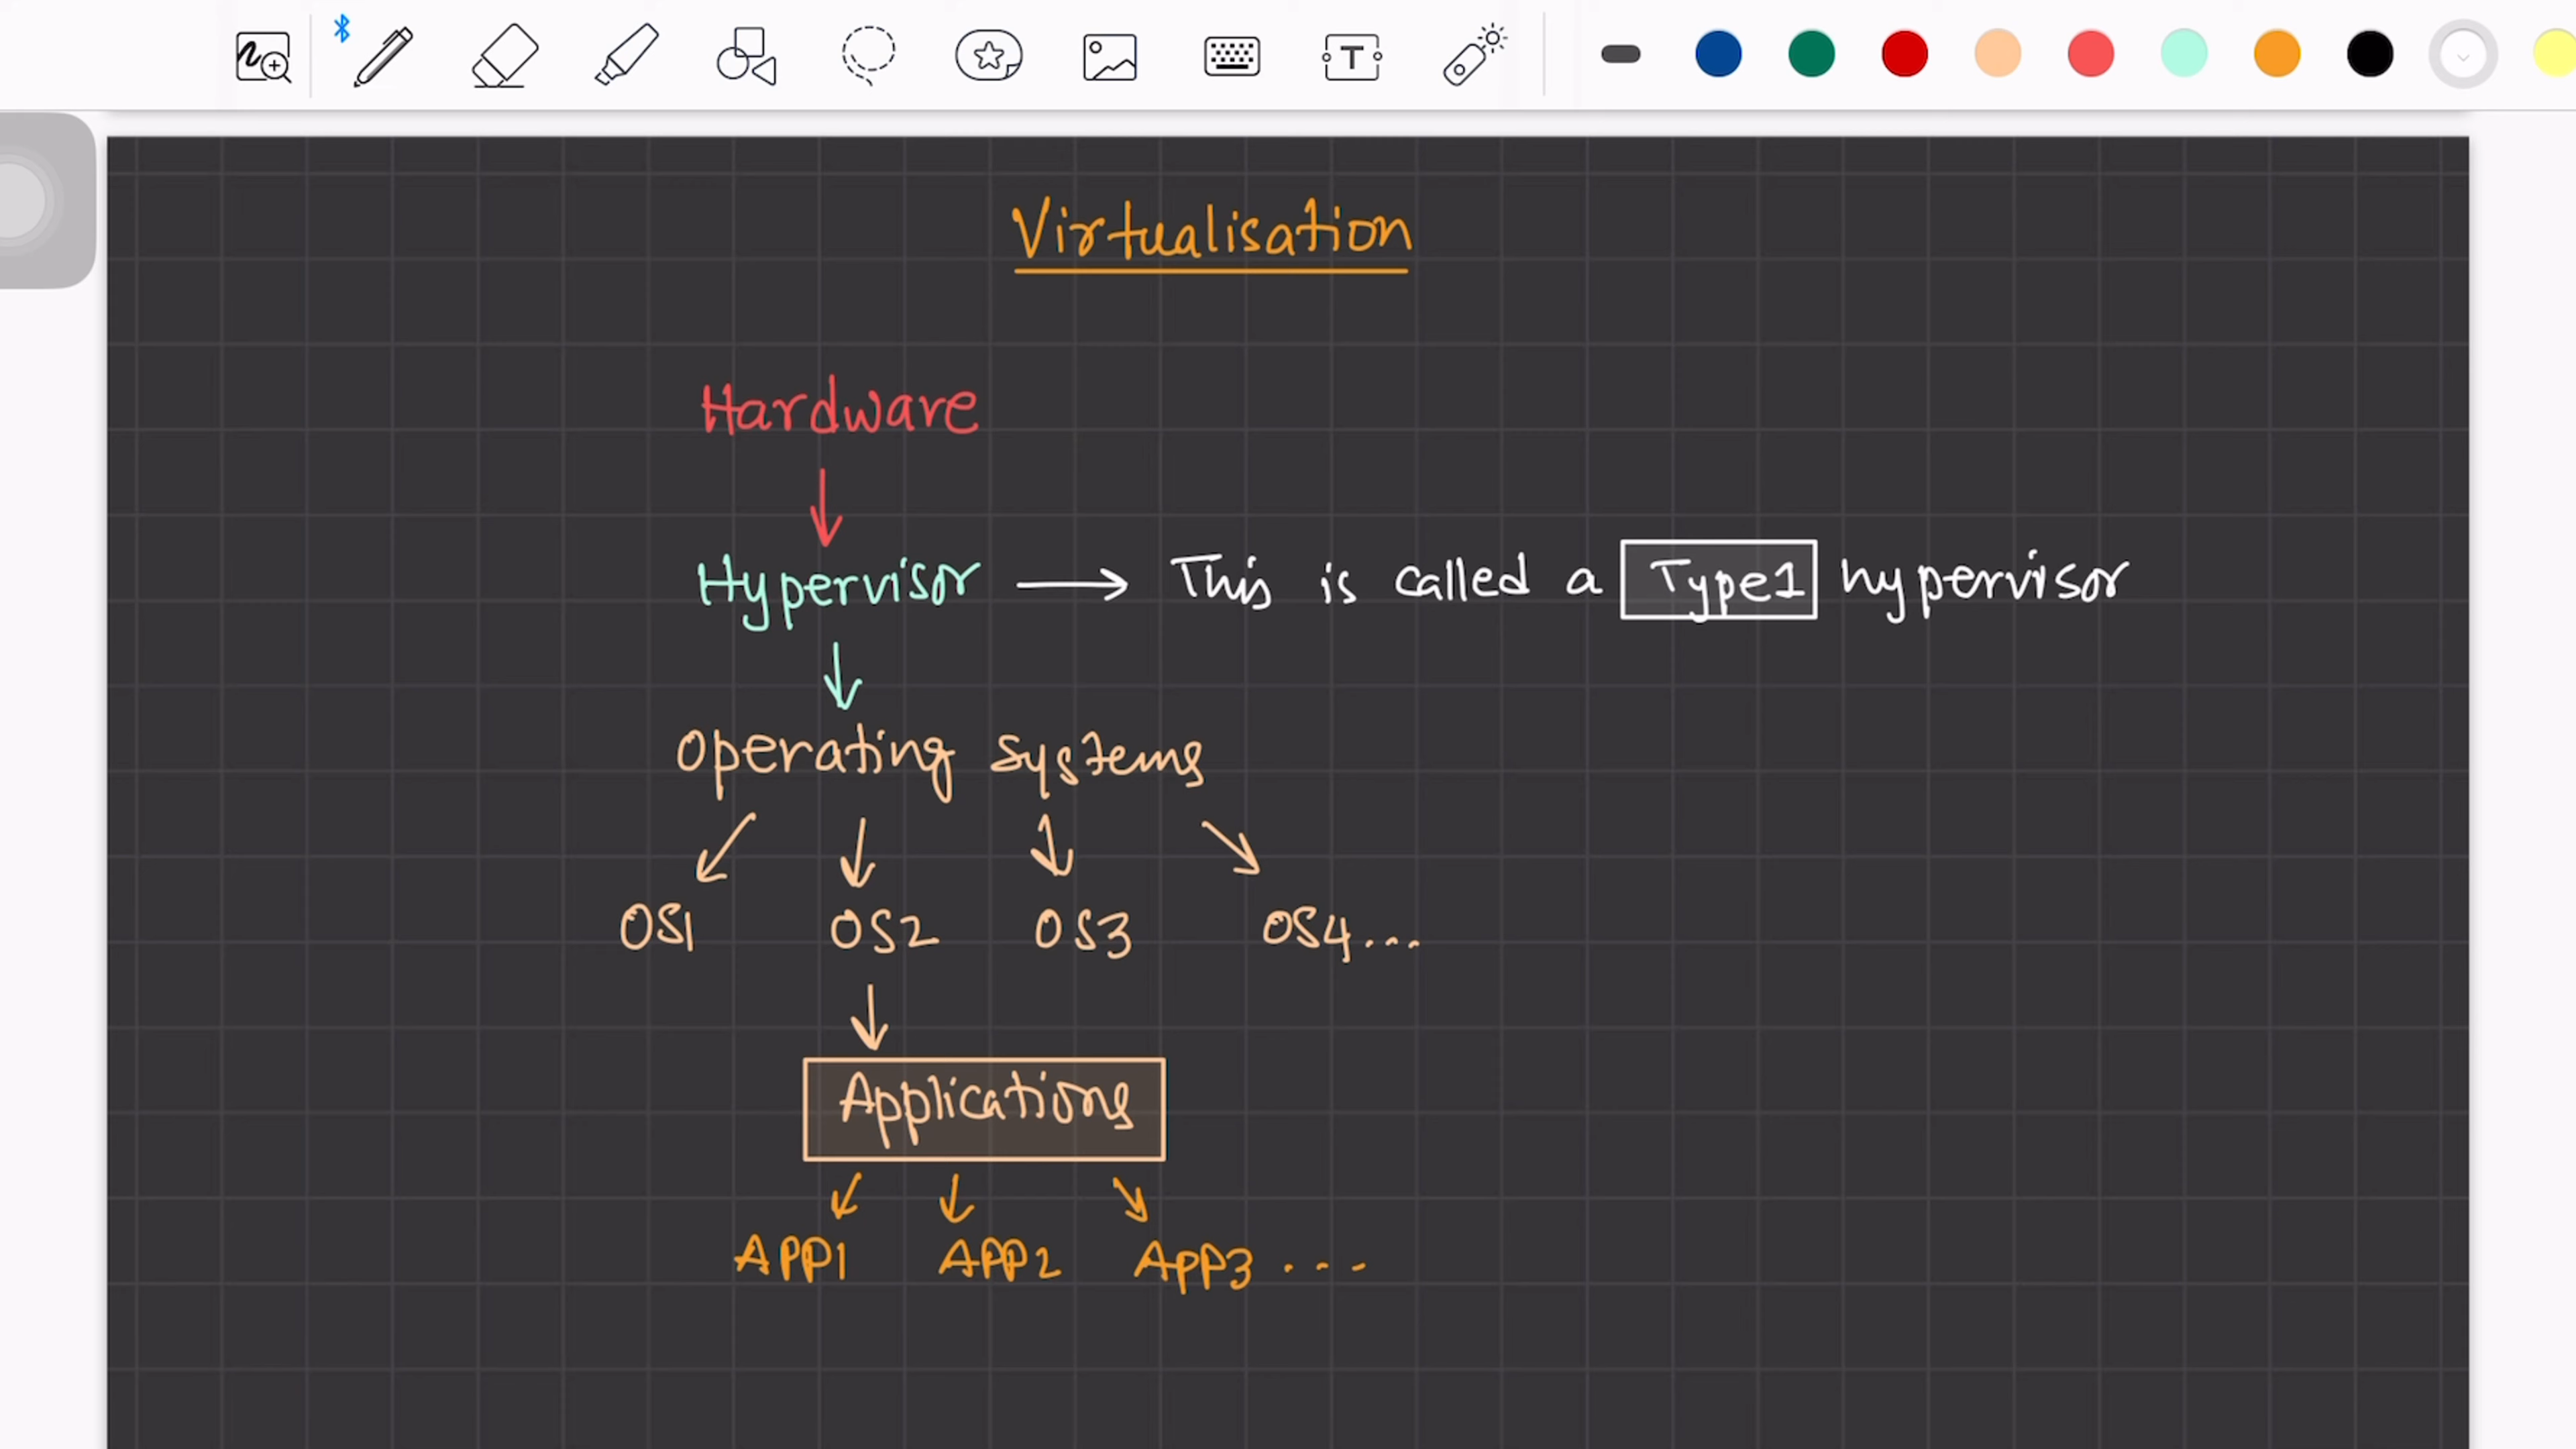 Virtualisation
Hardware
Hypervisor → This is called a Type1 hypervisor
Operating Systems
OS1 OS2 OS3 OS4...
Applications
APP1 APP2 APP3 ...